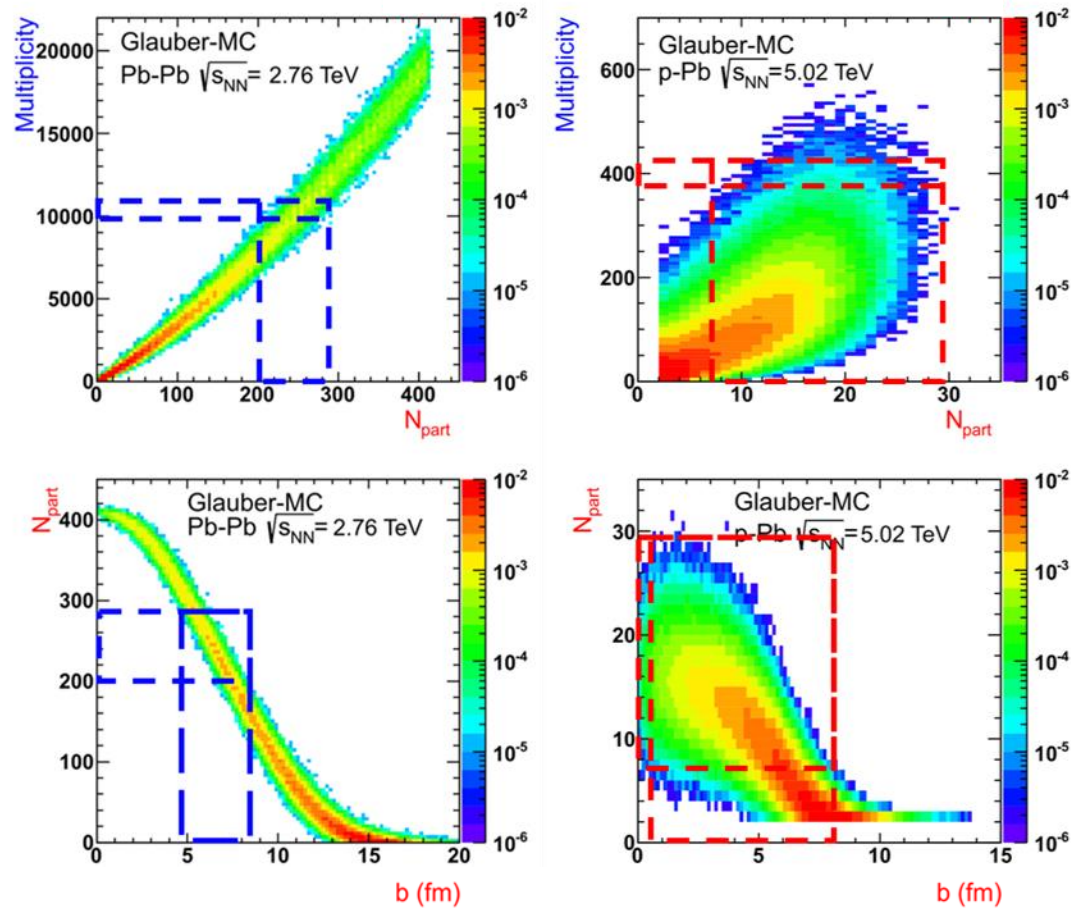 Multiplicity
20000
15000
10000
5000
0
Glauber-MC
Pb-Pb √sNN = 2.76 TeV
0 100 200 300 400
Npart
10⁻²
10⁻³
10⁻⁴
10⁻⁵
10⁻⁶
Multiplicity
600
400
200
0
Glauber-MC
p-Pb √sNN =5.02 TeV
0 10 20 30
Npart
10⁻²
10⁻³
10⁻⁴
10⁻⁵
10⁻⁶
Npart
400
300
200
100
0
Glauber-MC
Pb-Pb √sNN = 2.76 TeV
0 5 10 15 20
b (fm)
10⁻²
10⁻³
10⁻⁴
10⁻⁵
10⁻⁶
Npart
30
20
10
0
Glauber-MC
p-Pb √sNN =5.02 TeV
0 5 10 15
b (fm)
10⁻²
10⁻³
10⁻⁴
10⁻⁵
10⁻⁶